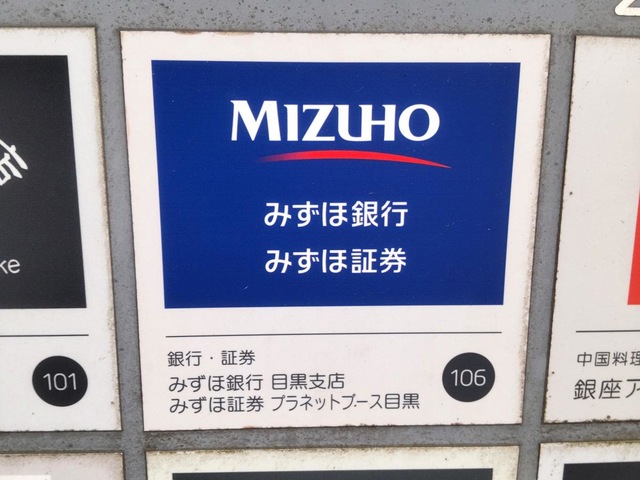 MIZUHO
みずほ銀行
みずほ証券
銀行・証券
みずほ銀行 目黒支店
みずほ証券 プラネットブース目黒
106
ke
101
中国料理
銀座ア